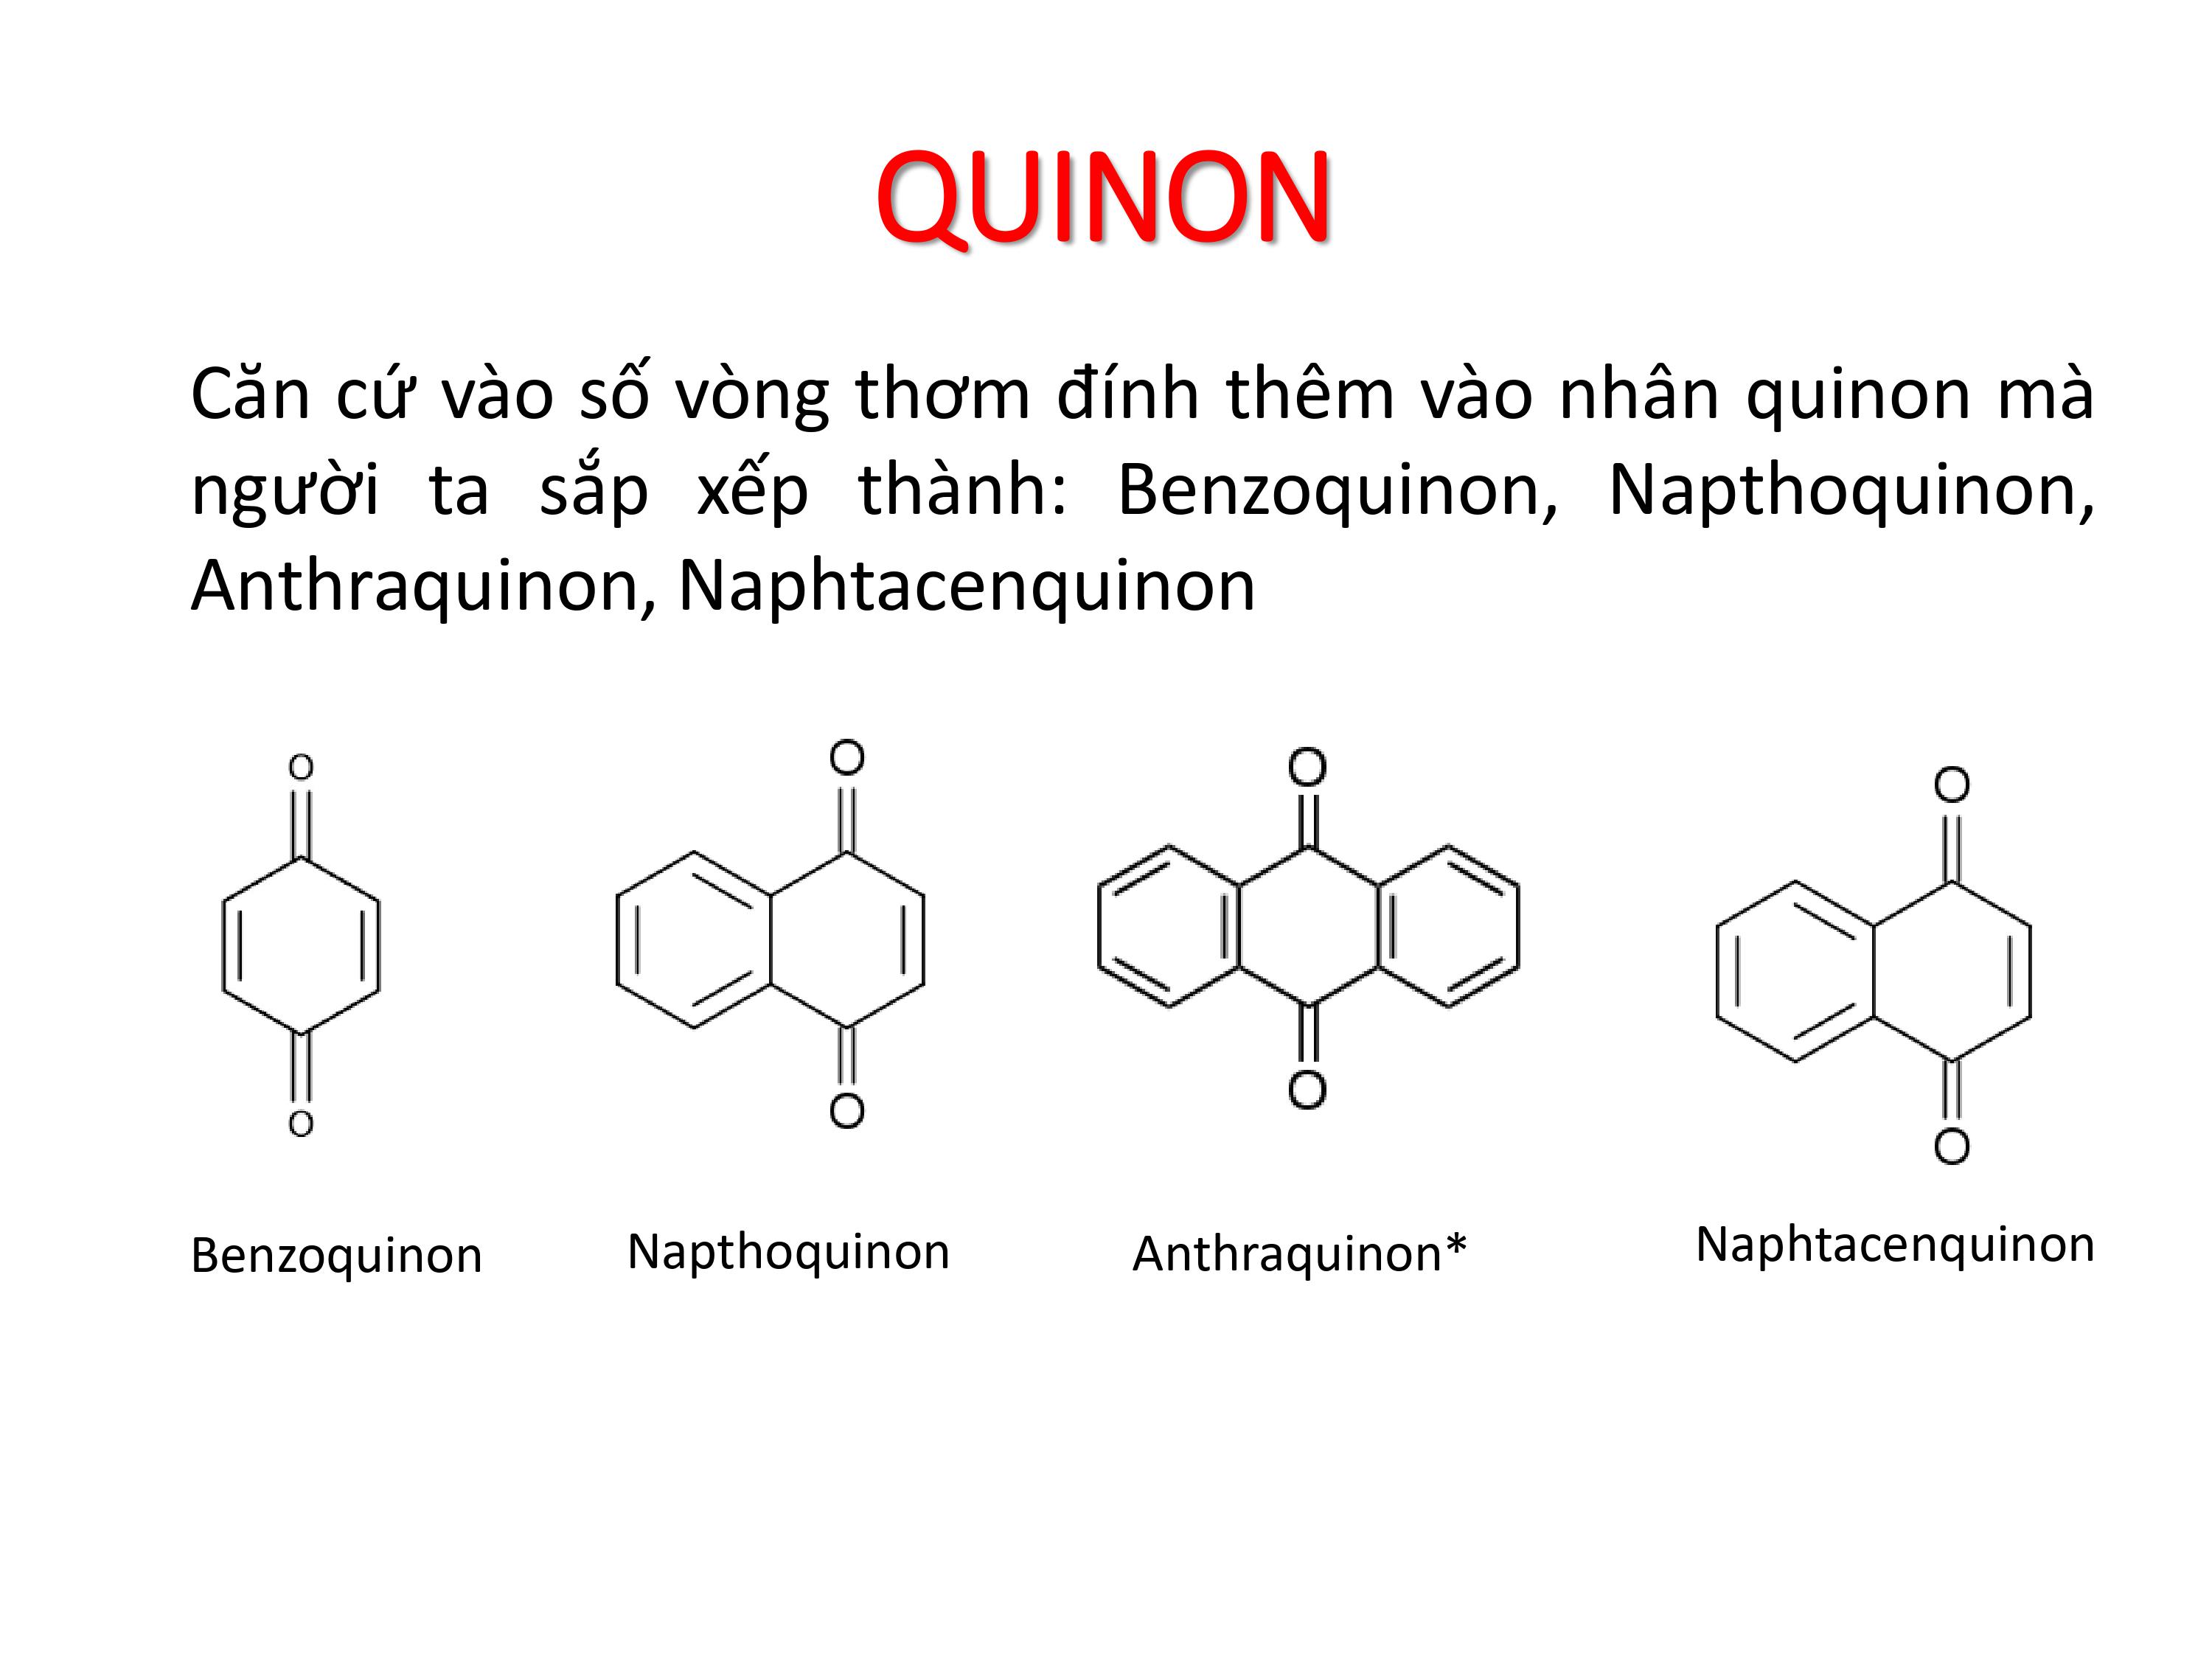 QUINON
Căn cứ vào số vòng thơm đính thêm vào nhân quinon mà
người ta sắp xếp thành: Benzoquinon, Napthoquinon,
Anthraquinon, Naphtacenquinon
O
O
O
O
O
O
O
O
Benzoquinon
Napthoquinon
Anthraquinon*
Naphtacenquinon